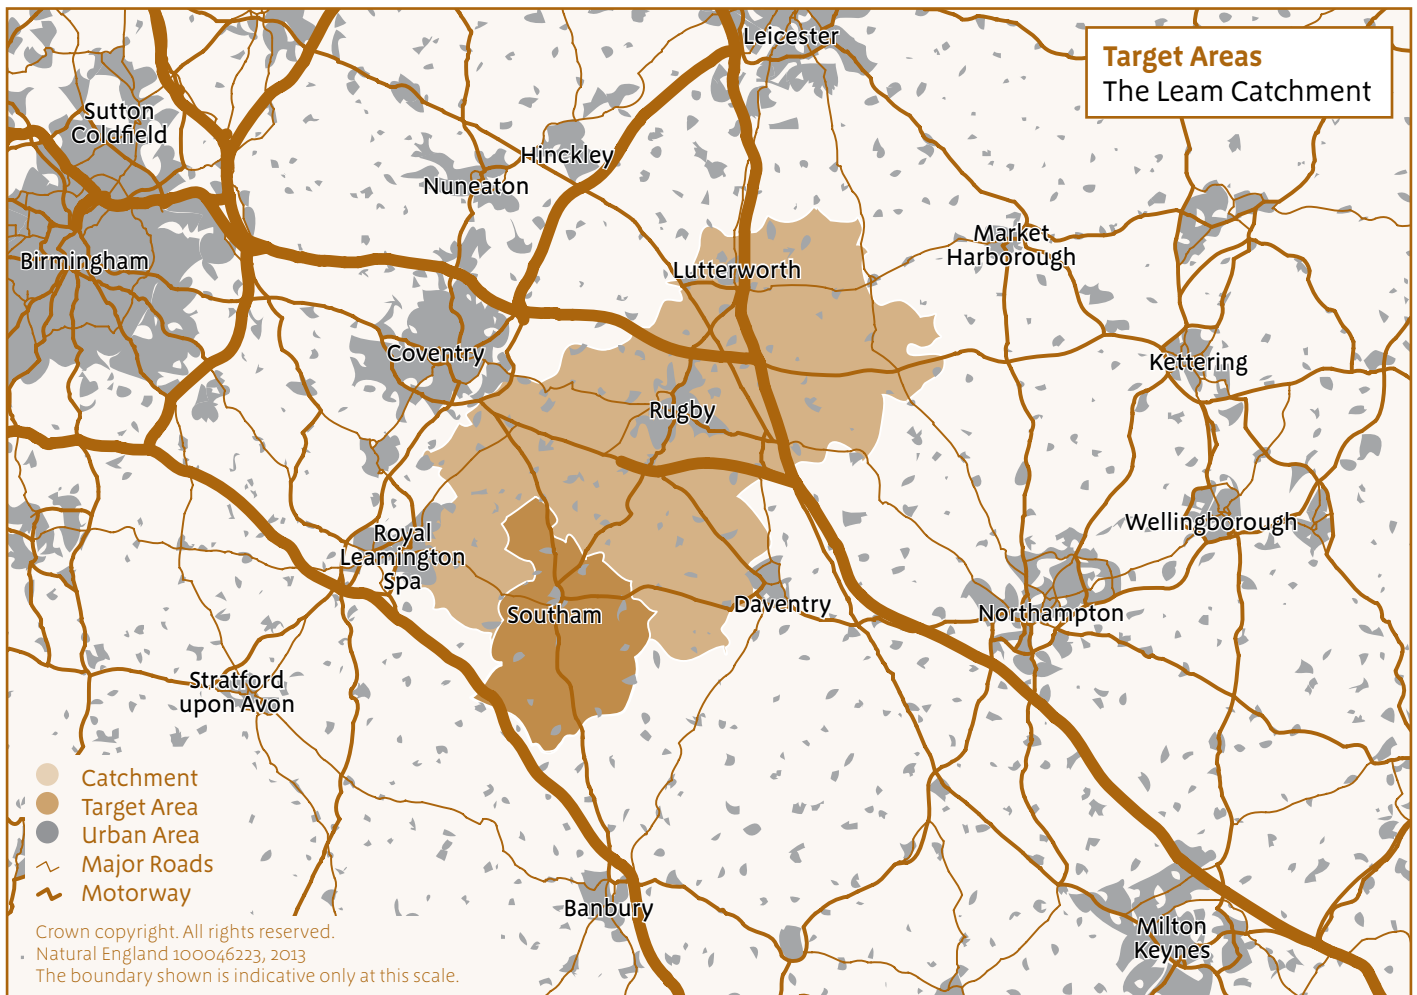 Leicester
Target Areas
The Leam Catchment
Sutton
Coldfield
Hinckley
Nuneaton
Market
Harborough
Birmingham
Lutterworth
Coventry
Kettering
Rugby
Wellingborough
Royal
Leamington
Spa
Southam
Daventry
Northampton
Stratford
upon Avon
Catchment
Target Area
Urban Area
Major Roads
Motorway
Banbury
Milton
Keynes
Crown copyright. All rights reserved.
Natural England 100046223, 2013
The boundary shown is indicative only at this scale.